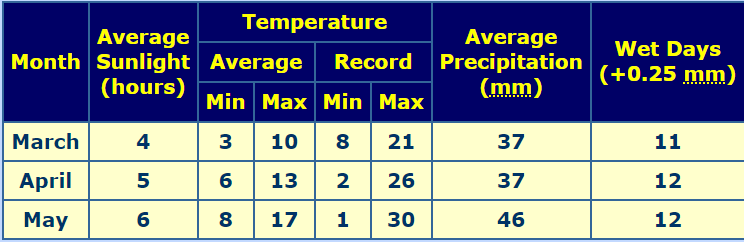 Month Average Sunlight (hours) Temperature Average Precipitation (mm) Wet Days (+0.25 mm)
Average Record
Min Max Min Max
March 4 3 10 8 21 37 11
April 5 6 13 2 26 37 12
May 6 8 17 1 30 46 12